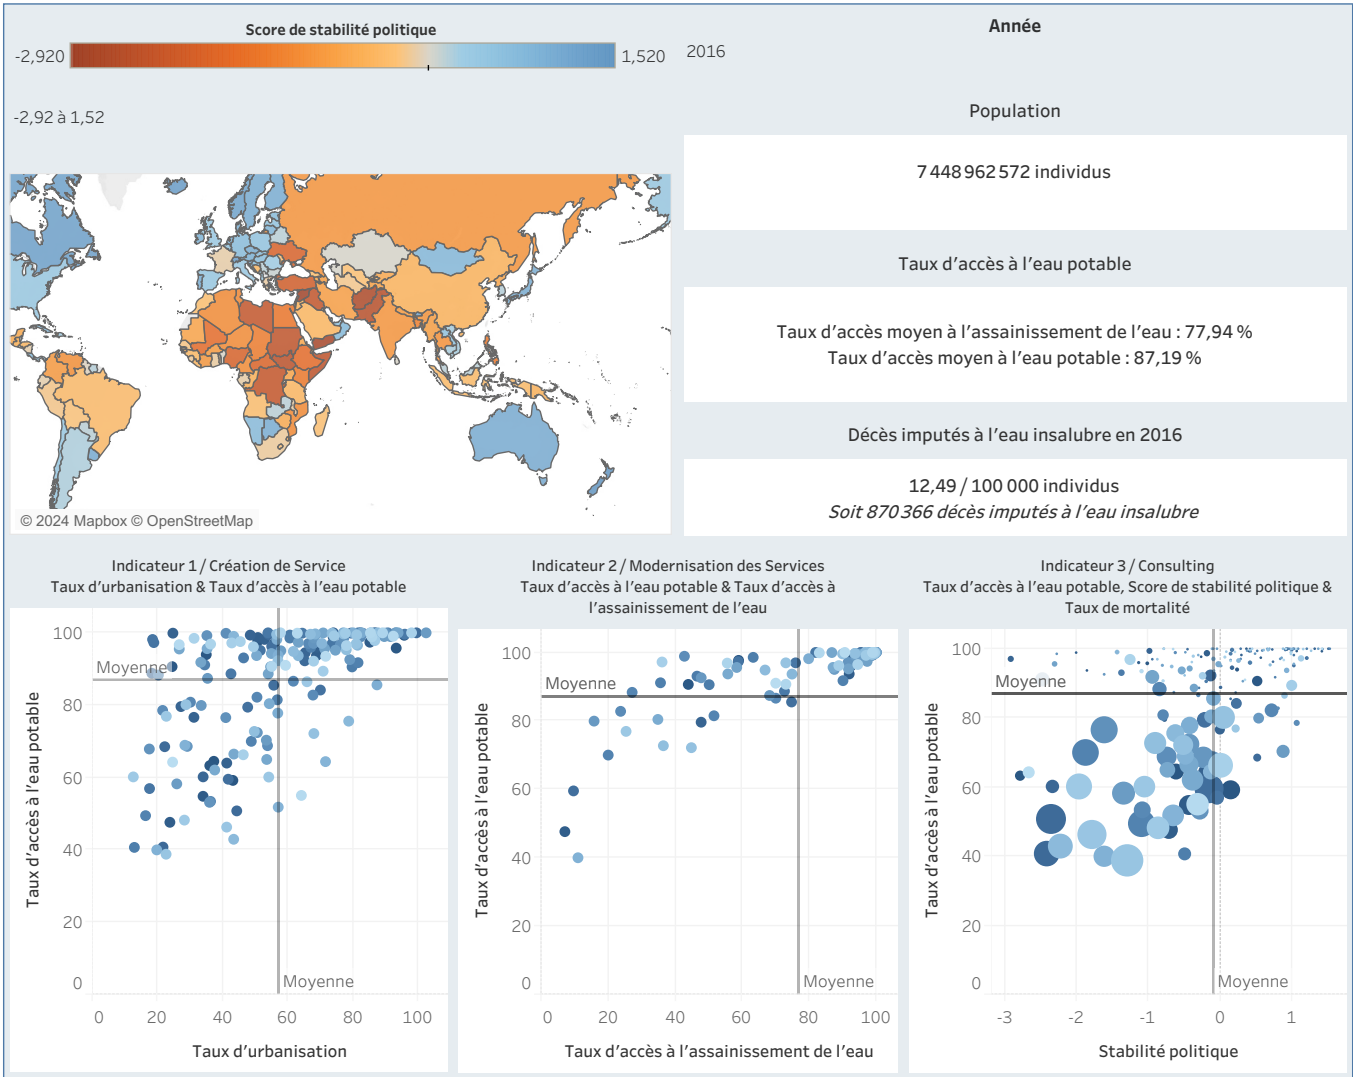 Score de stabilité politique
-2,920
1,520
-2,92 à 1,52
© 2024 Mapbox © OpenStreetMap
Année
2016
Population
7 448 962 572 individus
Taux d'accès à l'eau potable
Taux d'accès moyen à l'assainissement de l'eau : 77,94 %
Taux d'accès moyen à l'eau potable : 87,19 %
Décès imputés à l'eau insalubre en 2016
12,49 / 100 000 individus
Soit 870 366 décès imputés à l'eau insalubre
Indicateur 1 / Création de Service
Taux d'urbanisation & Taux d'accès à l'eau potable
Taux d'accès à l'eau potable
100
80
60
40
20
0
Moyenne
Moyenne
0 20 40 60 80 100
Taux d'urbanisation
Indicateur 2 / Modernisation des Services
Taux d'accès à l'eau potable & Taux d'accès à
l'assainissement de l'eau
Taux d'accès à l'eau potable
100
80
60
40
20
0
Moyenne
Moyenne
0 20 40 60 80 100
Taux d'accès à l'assainissement de l'eau
Indicateur 3 / Consulting
Taux d'accès à l'eau potable, Score de stabilité politique &
Taux de mortalité
Taux d'accès à l'eau potable
100
80
60
40
20
0
Moyenne
Moyenne
-3 -2 -1 0 1
Stabilité politique